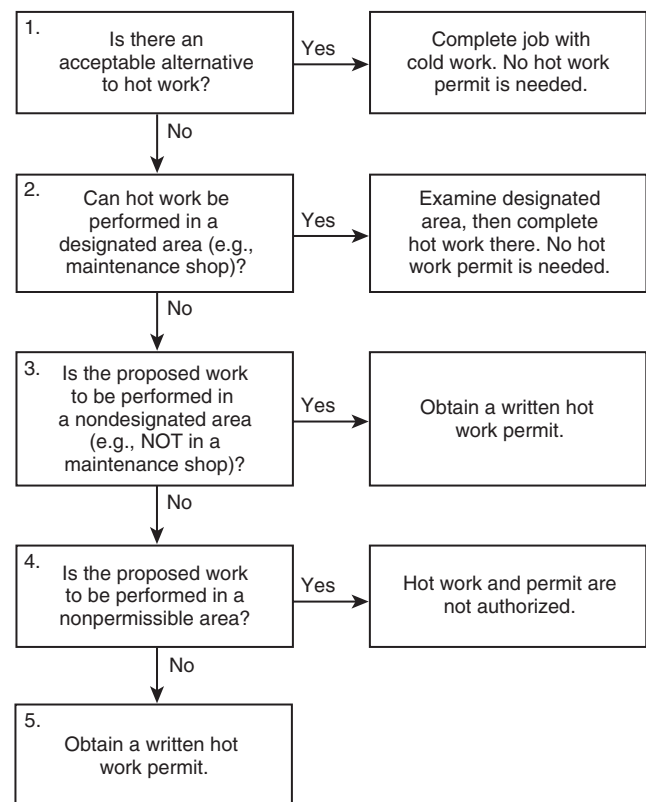 1.
Is there an
acceptable alternative
to hot work?
Yes
Complete job with
cold work. No hot work
permit is needed.
No
2.
Can hot work be
performed in a
designated area (e.g.,
maintenance shop)?
Yes
Examine designated
area, then complete
hot work there. No hot
work permit is needed.
No
3.
Is the proposed work
to be performed in
a nondesignated area
(e.g., NOT in a
maintenance shop)?
Yes
Obtain a written hot
work permit.
No
4.
Is the proposed work
to be performed in a
nonpermissible area?
Yes
Hot work and permit are
not authorized.
No
5.
Obtain a written hot
work permit.